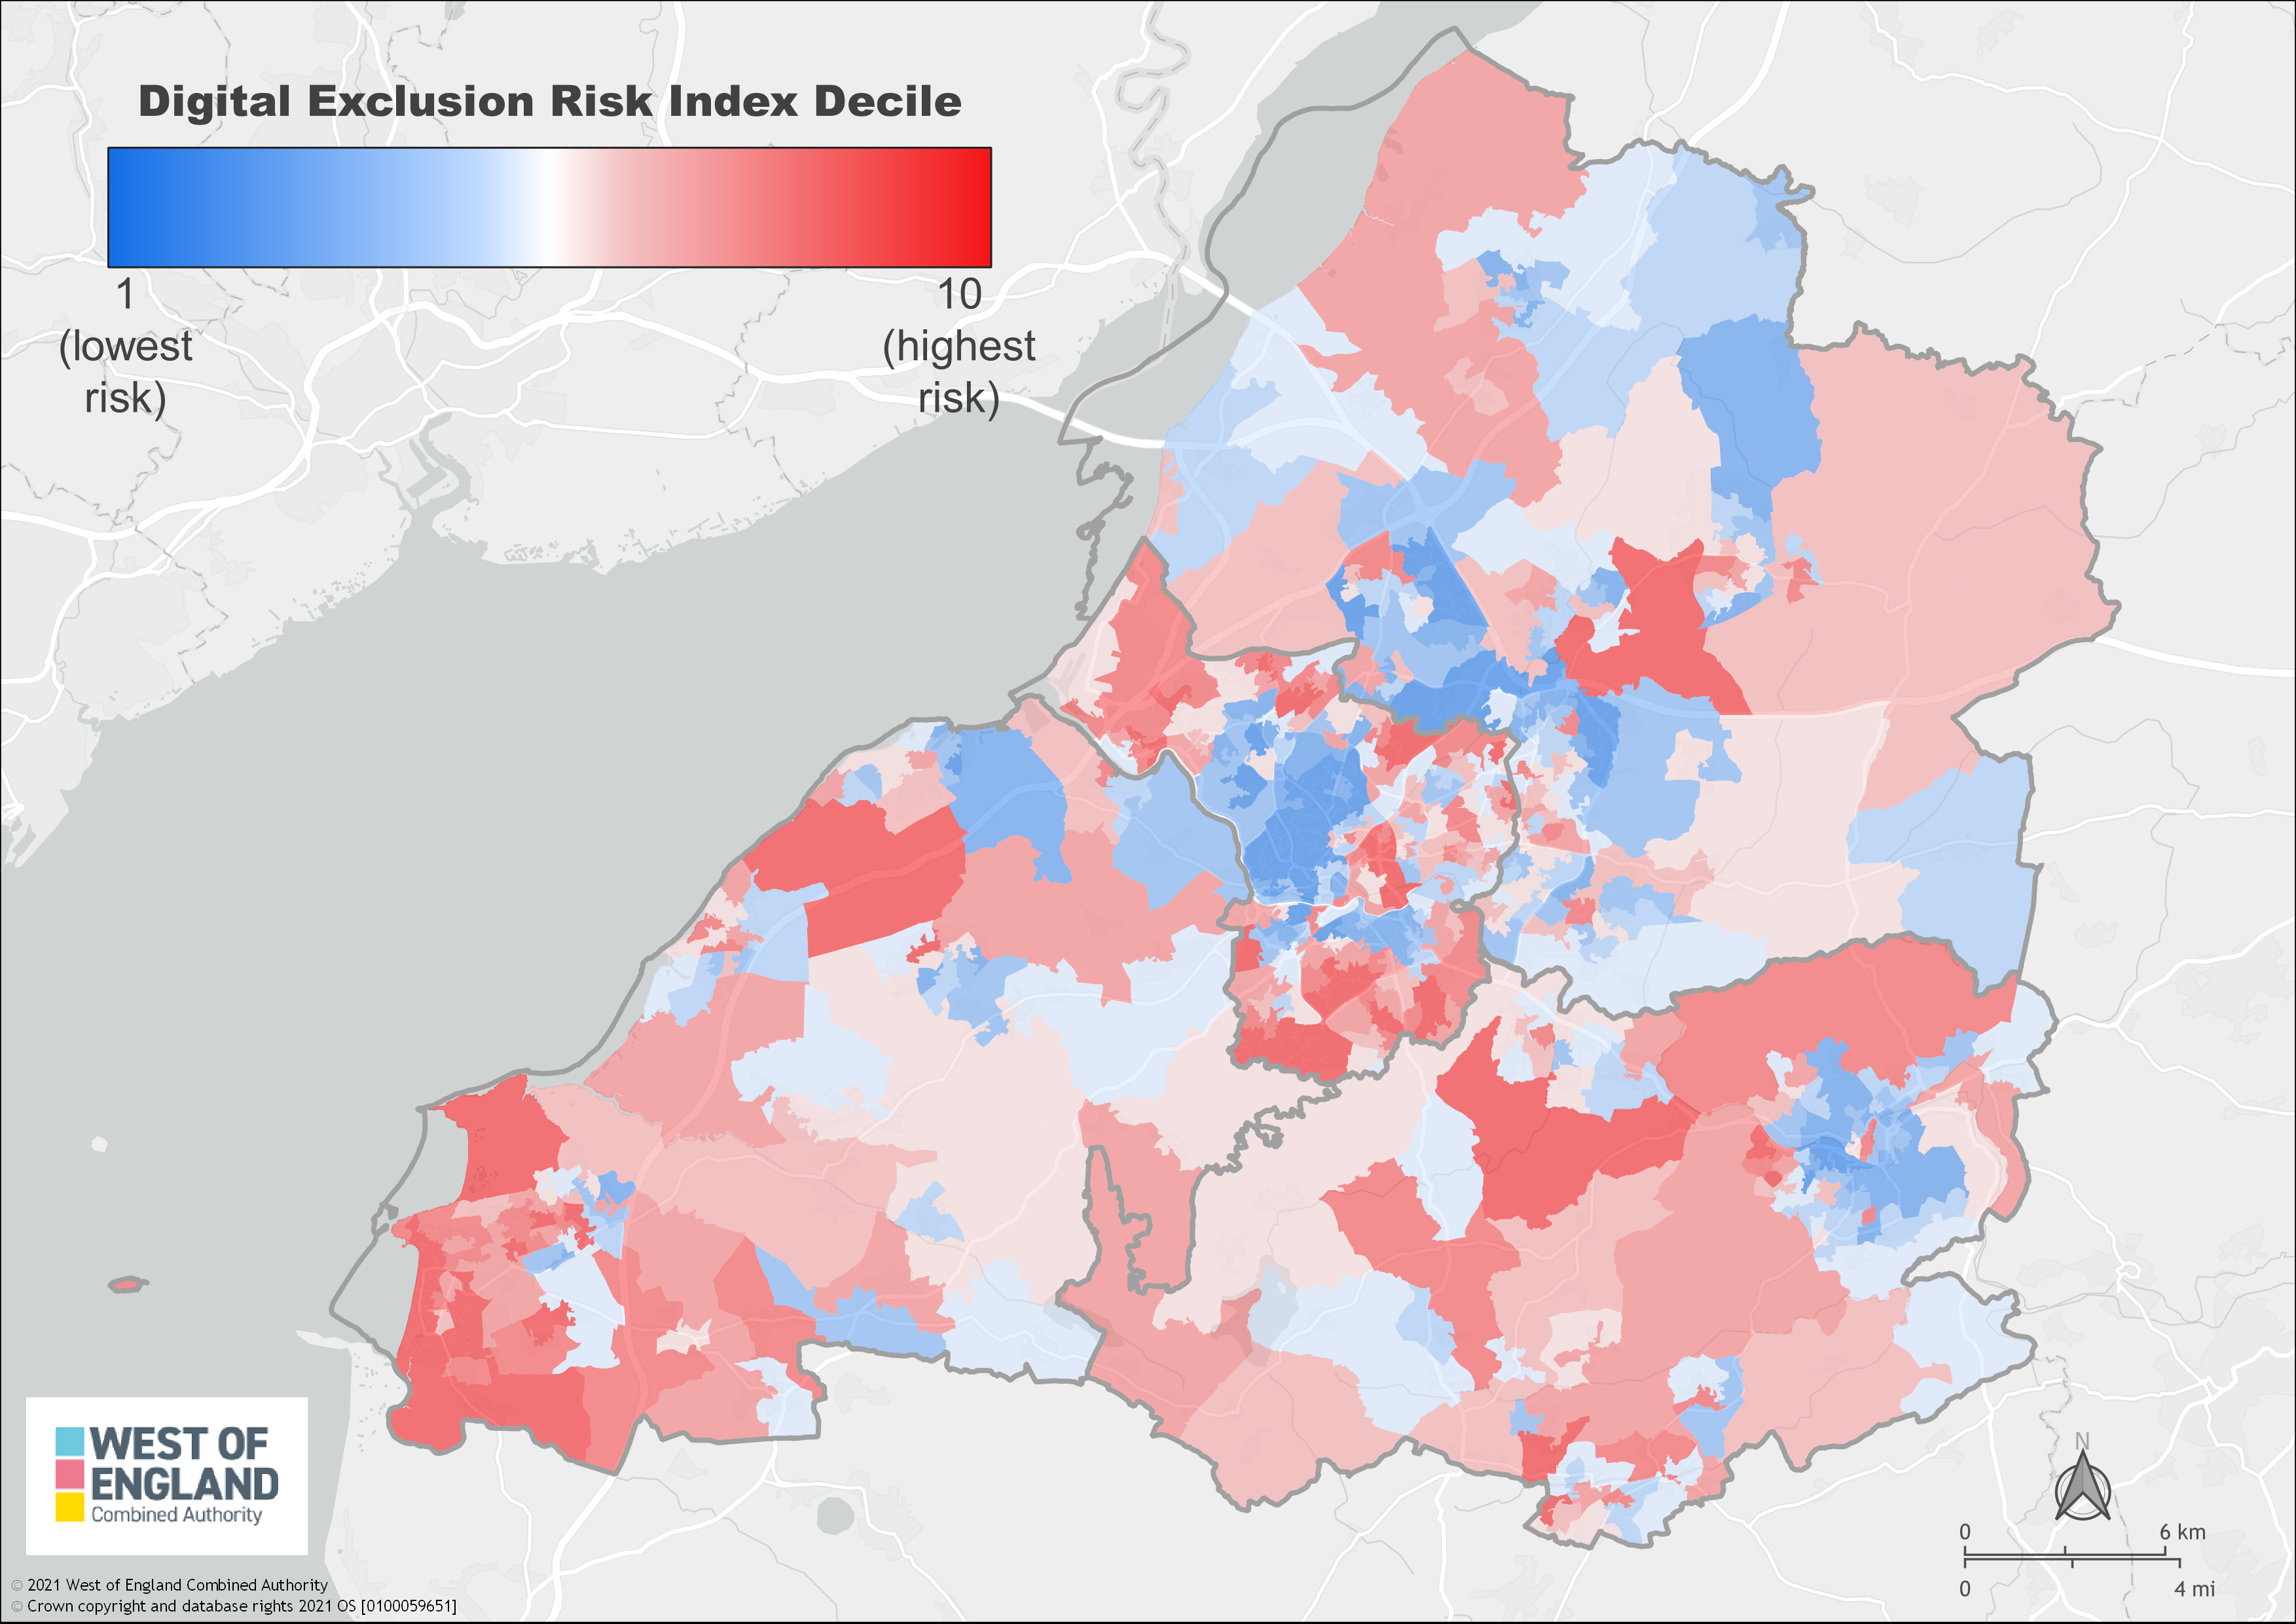 Digital Exclusion Risk Index Decile
1
(lowest
risk)
10
(highest
risk)
WEST OF
ENGLAND
Combined Authority
N
0 6 km
0 4 mi
© 2021 West of England Combined Authority
© Crown copyright and database rights 2021 OS [0100059651]